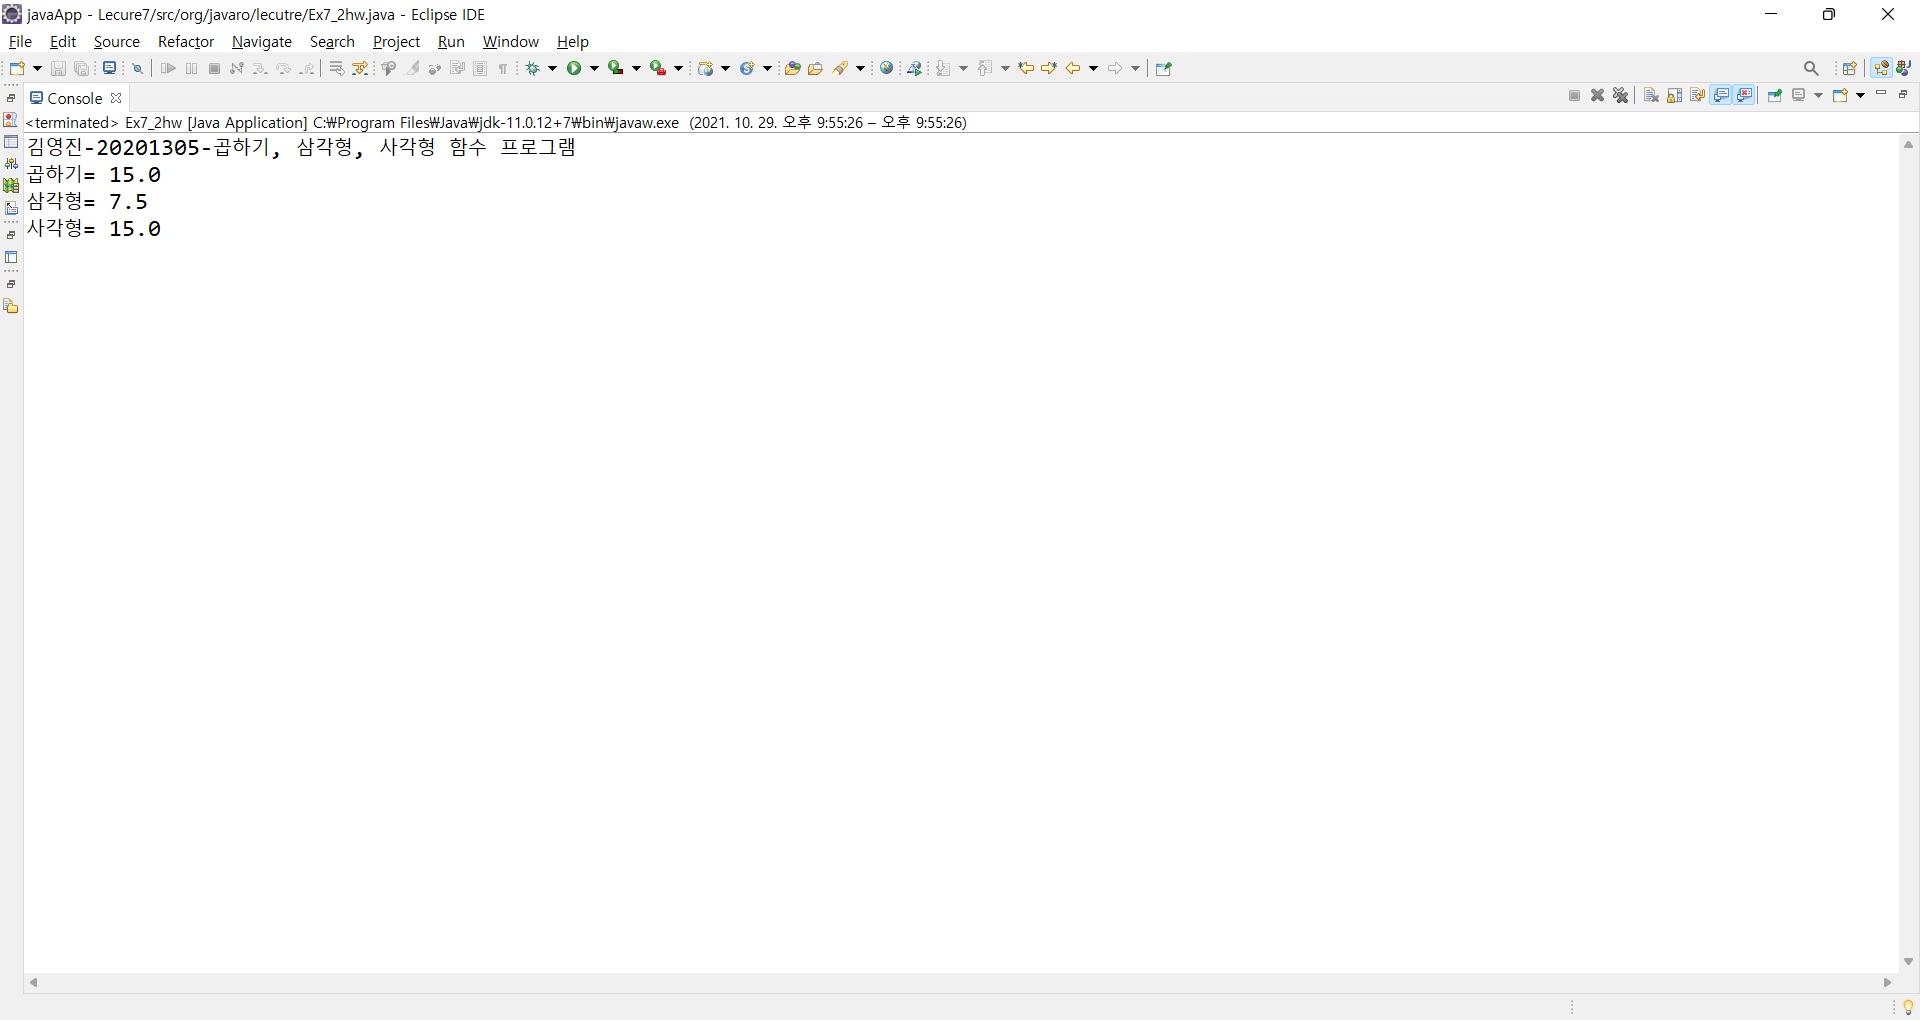 javaApp - Lecure7/src/org/javaro/lecutre/Ex7_2hw.java - Eclipse IDE
File Edit Source Refactor Navigate Search Project Run Window Help
Console
<terminated> Ex7_2hw [Java Application] C:₩Program Files₩Java₩jdk-11.0.12+7₩bin₩javaw.exe (2021. 10. 29. 오후 9:55:26 – 오후 9:55:26)
김영진-20201305-곱하기, 삼각형, 사각형 함수 프로그램
곱하기= 15.0
삼각형= 7.5
사각형= 15.0